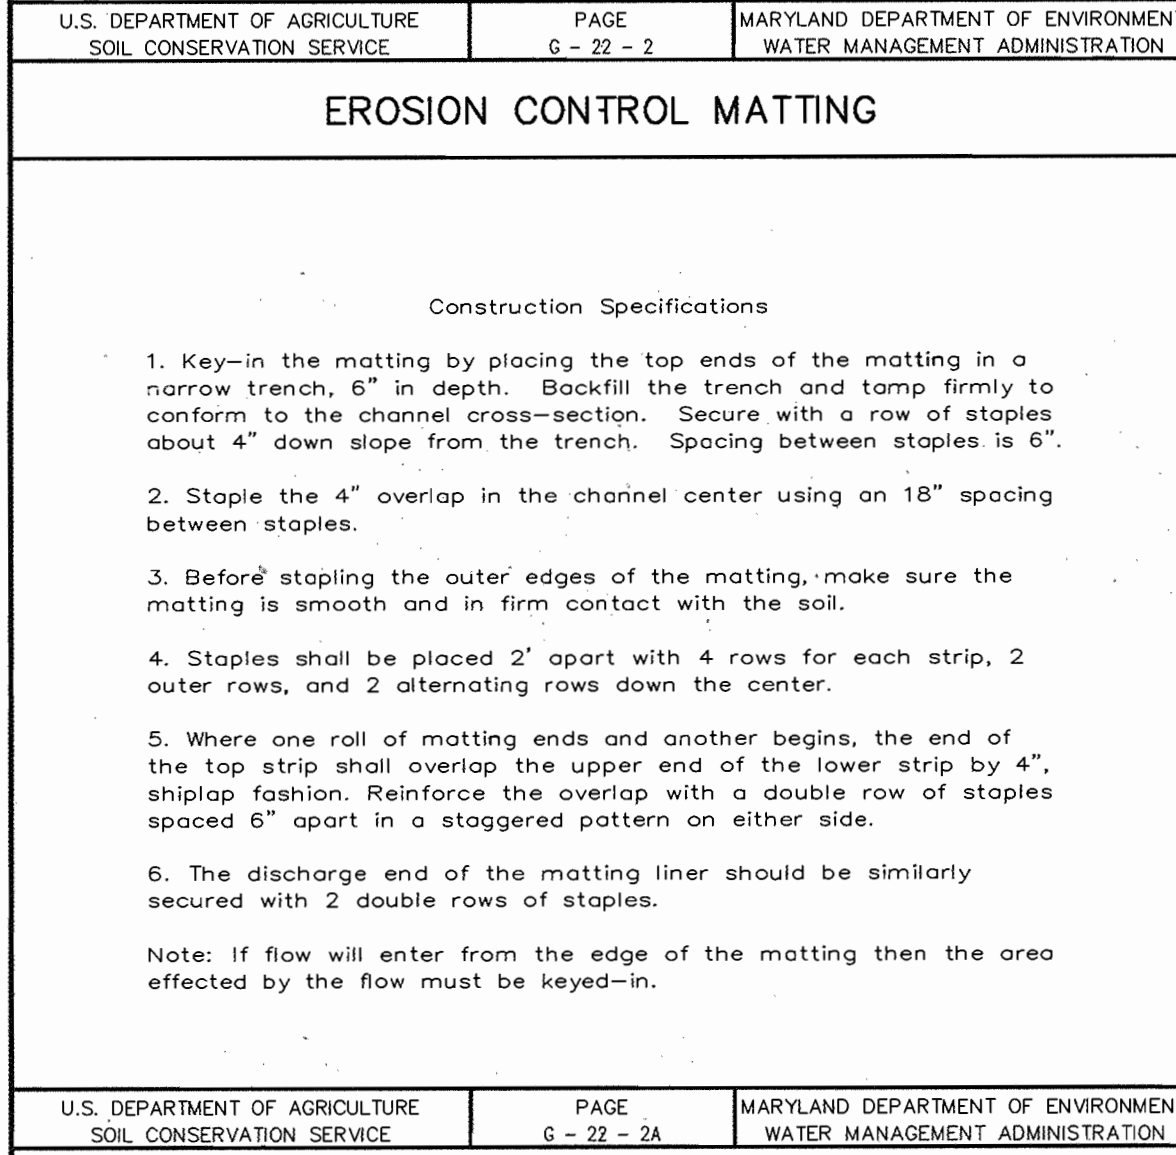 U.S. DEPARTMENT OF AGRICULTURE
SOIL CONSERVATION SERVICE
PAGE
G - 22 - 2
MARYLAND DEPARTMENT OF ENVIRONMEN
WATER MANAGEMENT ADMINISTRATION
EROSION CONTROL MATTING
Construction Specifications
1. Key-in the matting by placing the top ends of the matting in a
narrow trench, 6" in depth. Backfill the trench and tamp firmly to
conform to the channel cross-section. Secure with a row of staples
about 4" down slope from the trench. Spacing between staples is 6".
2. Staple the 4" overlap in the channel center using an 18" spacing
between staples.
3. Before stapling the outer edges of the matting, make sure the
matting is smooth and in firm contact with the soil.
4. Staples shall be placed 2' apart with 4 rows for each strip, 2
outer rows, and 2 alternating rows down the center.
5. Where one roll of matting ends and another begins, the end of
the top strip shall overlap the upper end of the lower strip by 4",
shiplap fashion. Reinforce the overlap with a double row of staples
spaced 6" apart in a staggered pattern on either side.
6. The discharge end of the matting liner should be similarly
secured with 2 double rows of staples.
Note: If flow will enter from the edge of the matting then the area
effected by the flow must be keyed-in.
U.S. DEPARTMENT OF AGRICULTURE
SOIL CONSERVATION SERVICE
PAGE
G - 22 - 2A
MARYLAND DEPARTMENT OF ENVIRONMEN
WATER MANAGEMENT ADMINISTRATION